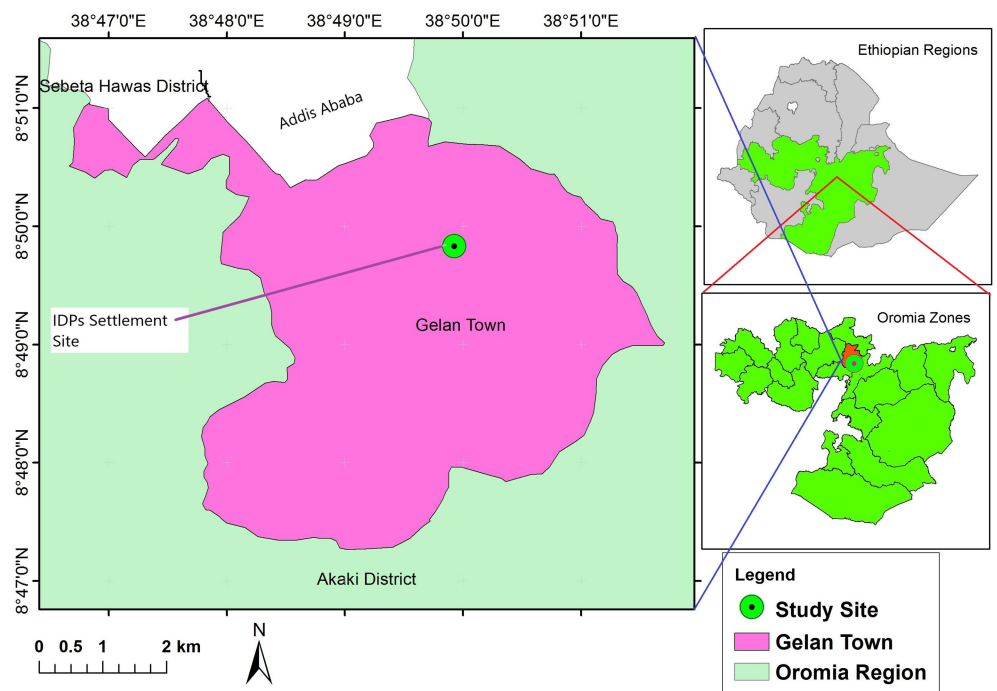 38°47'0"E 38°48'0"E 38°49'0"E 38°50'0"E 38°51'0"E
8°51'0"N
8°50'0"N
8°49'0"N
8°48'0"N
8°47'0"N
1
Sebeta Hawas District
Addis Ababa
IDPs Settlement
Site
Gelan Town
Akaki District
0 0.5 1 2 km
N
Ethiopian Regions
Oromia Zones
Legend
Study Site
Gelan Town
Oromia Region